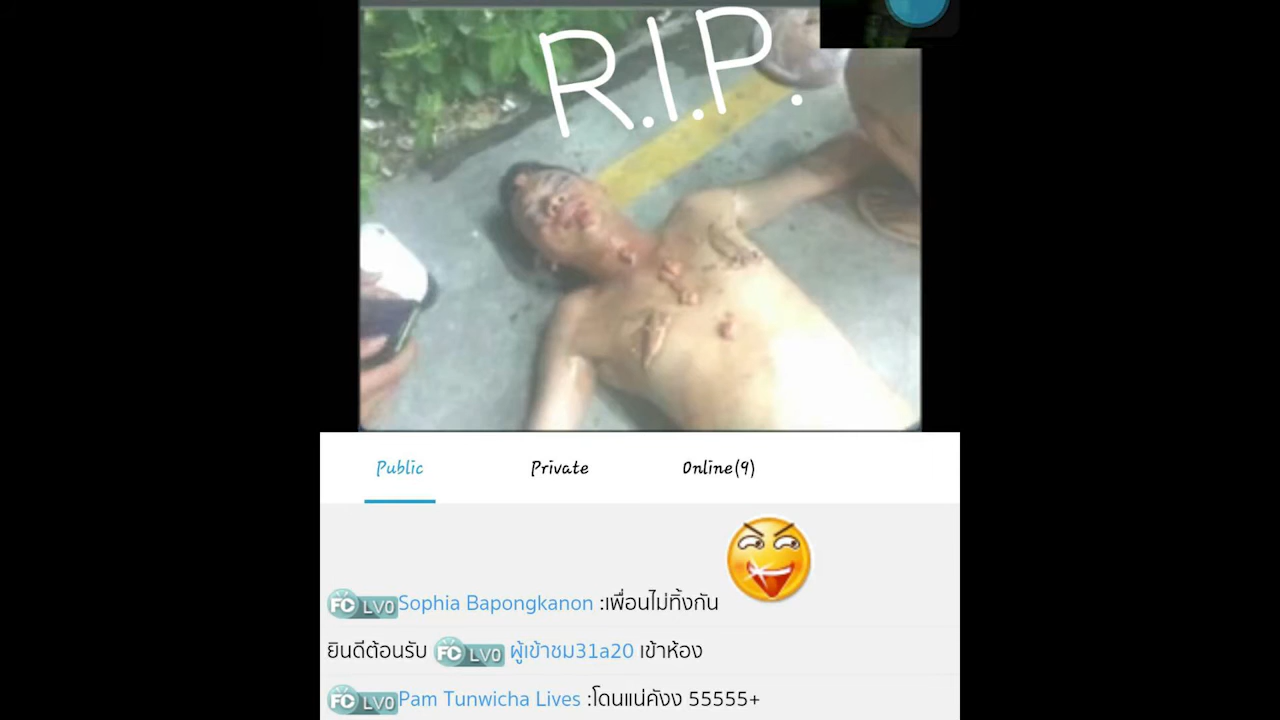 R.I.P.
Public Private Online(9)
FC LV0 Sophia Bapongkanon :เพื่อนไม่ทิ้งกัน
ยินดีต้อนรับ FC LV0 ผู้เข้าชม31a20 เข้าห้อง
FC LV0 Pam Tunwicha Lives :โดนแน่คังง 55555+